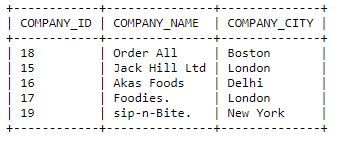 +------------+---------------+--------------+
| COMPANY_ID | COMPANY_NAME | COMPANY_CITY |
+------------+---------------+--------------+
| 18 | Order All | Boston |
| 15 | Jack Hill Ltd | London |
| 16 | Akas Foods | Delhi |
| 17 | Foodies. | London |
| 19 | sip-n-Bite. | New York |
+------------+---------------+--------------+